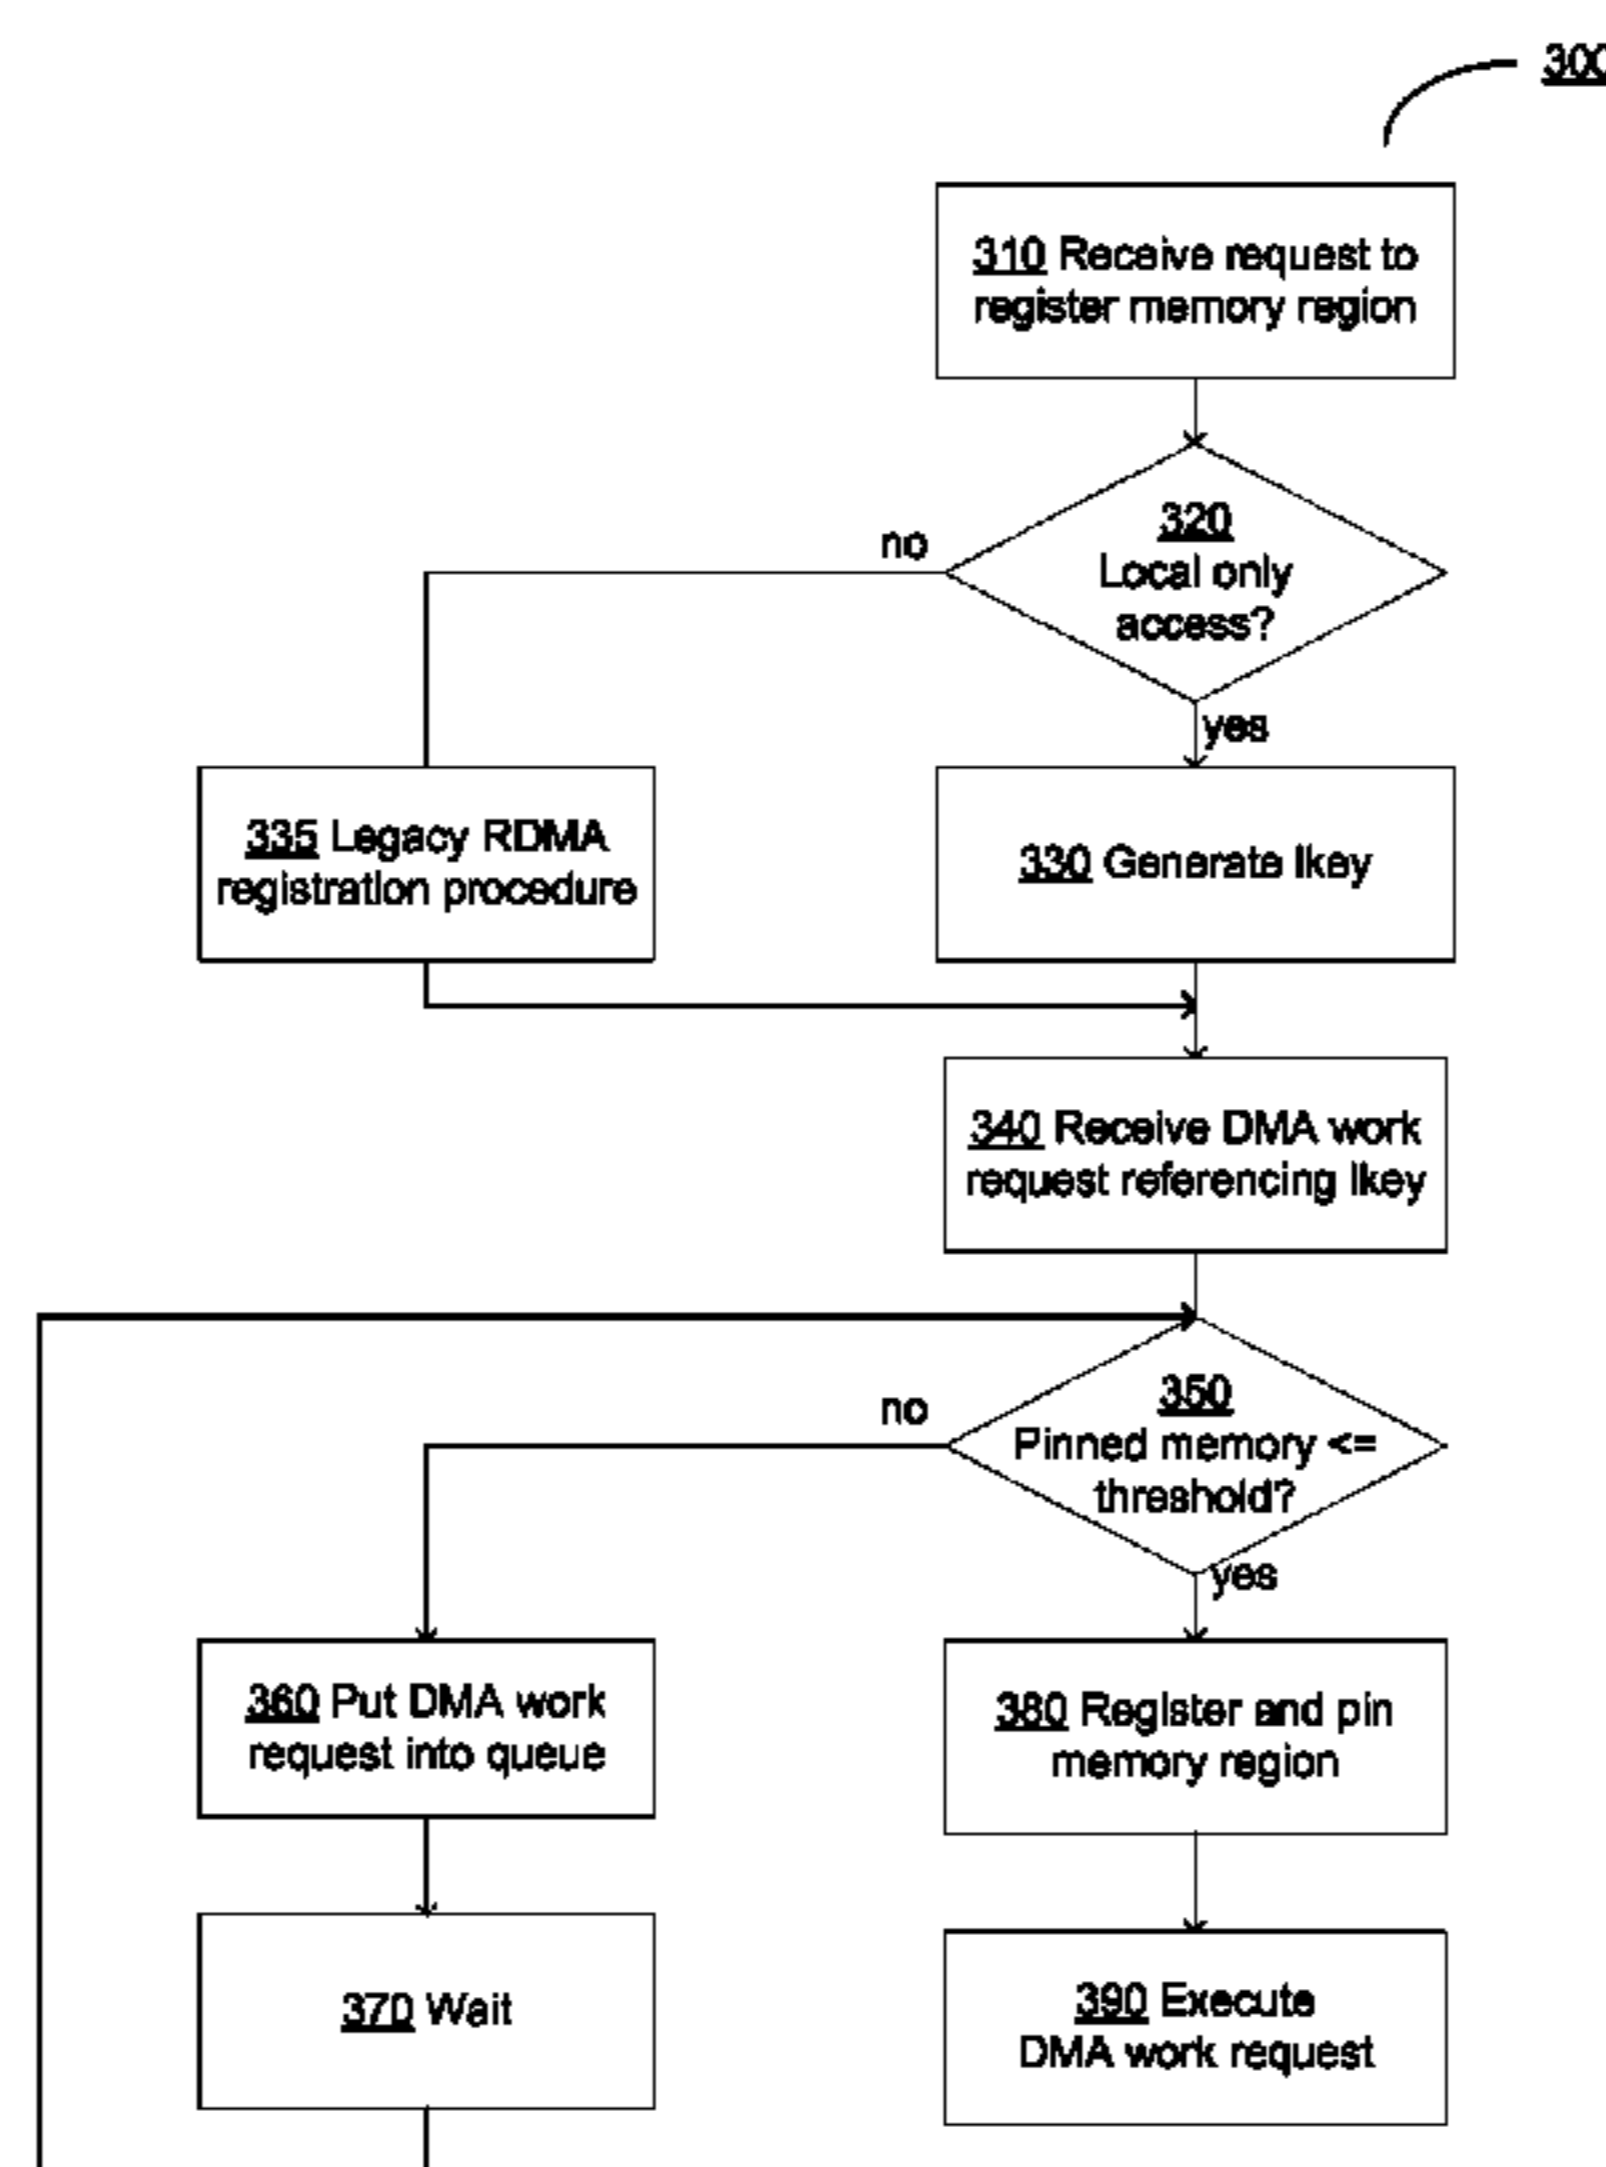 300
310 Receive request to
register memory region
320
Local only
access?
no
yes
335 Legacy RDMA
registration procedure
330 Generate lkey
340 Receive DMA work
request referencing lkey
350
Pinned memory <=
threshold?
no
yes
360 Put DMA work
request into queue
380 Register and pin
memory region
370 Wait
390 Execute
DMA work request